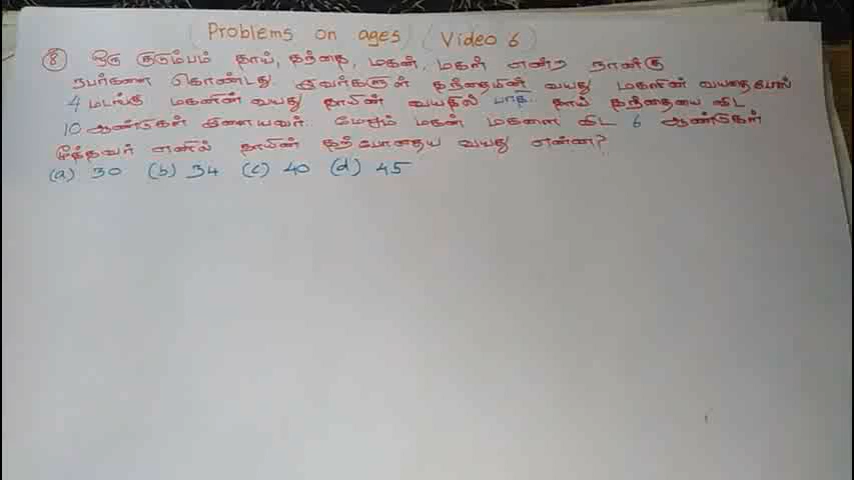 Problems on ages (Video 6)
⑧ ஒரு குடும்பம் தாய், தந்தை, மகன், மகள் என்ற நான்கு
நபர்களை கொண்டது. இவர்களுள் தந்தையின் வயது மகளின் வயதைபோல்
4 மடங்கு மகனின் வயது தாயின் வயதில் பாதி. தாய் தந்தையை விட
10 ஆண்டுகள் இளையவர். மேலும் மகன் மகளை விட 6 ஆண்டுகள்
மூத்தவர் எனில் தாயின் தற்போதைய வயது என்ன?
(a) 30 (b) 34 (c) 40 (d) 45